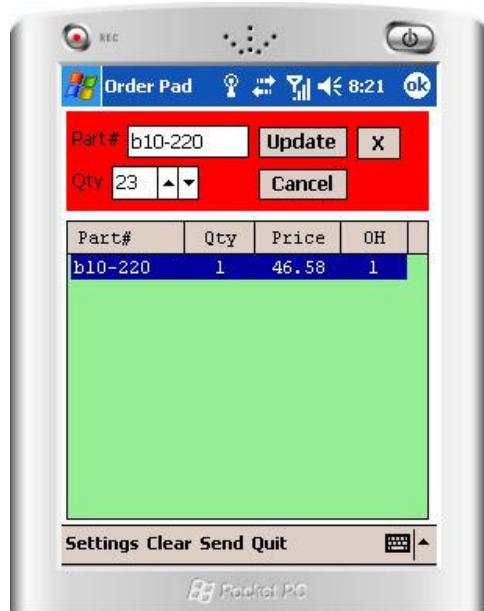 REC
Order Pad 8:21 ok
Part# b10-220 Update X
Qty 23 Cancel
Part# Qty Price OH
b10-220 1 46.58 1
Settings Clear Send Quit
Pocket PC